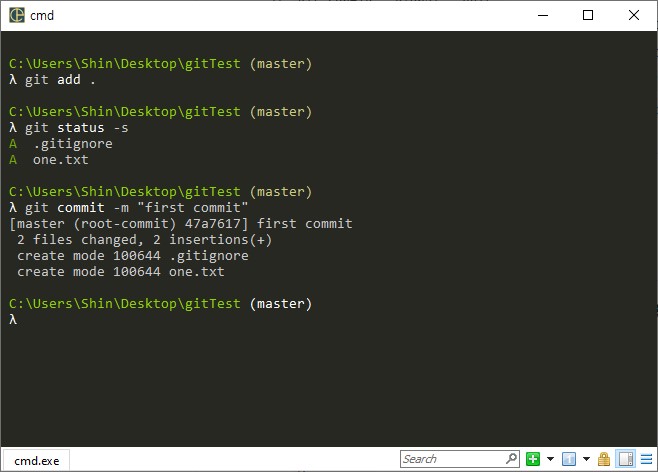 cmd
C:\Users\Shin\Desktop\gitTest (master)
λ git add .
C:\Users\Shin\Desktop\gitTest (master)
λ git status -s
A  .gitignore
A  one.txt
C:\Users\Shin\Desktop\gitTest (master)
λ git commit -m "first commit"
[master (root-commit) 47a7617] first commit
 2 files changed, 2 insertions(+)
 create mode 100644 .gitignore
 create mode 100644 one.txt
C:\Users\Shin\Desktop\gitTest (master)
λ
cmd.exe
Search